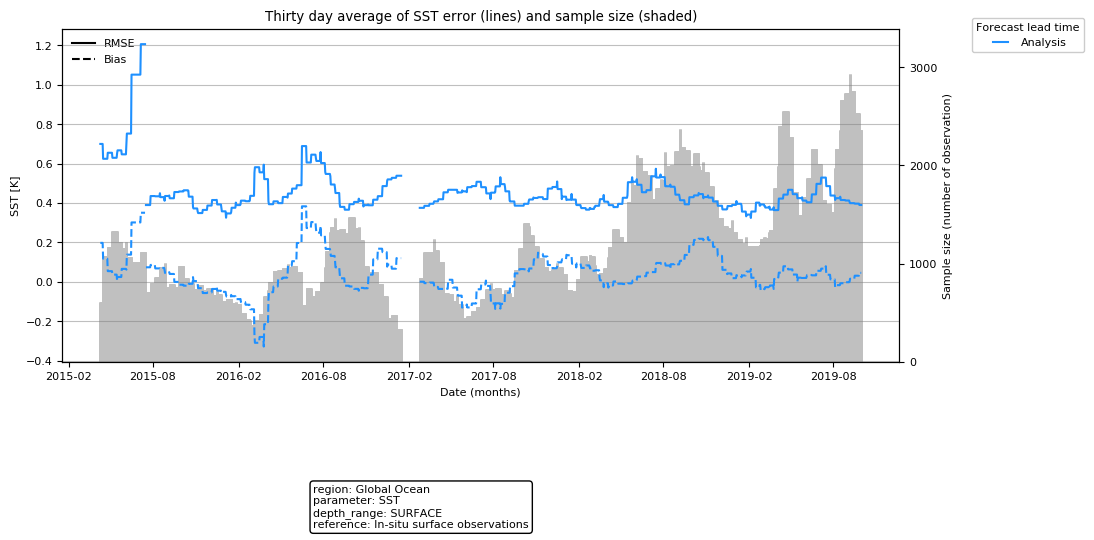 Thirty day average of SST error (lines) and sample size (shaded)
Forecast lead time
Analysis
RMSE
Bias
SST [K]
1.2
1.0
0.8
0.6
0.4
0.2
0.0
−0.2
−0.4
3000
2000
1000
0
Sample size (number of observation)
2015-02
2015-08
2016-02
2016-08
2017-02
2017-08
2018-02
2018-08
2019-02
2019-08
Date (months)
region: Global Ocean
parameter: SST
depth_range: SURFACE
reference: In-situ surface observations